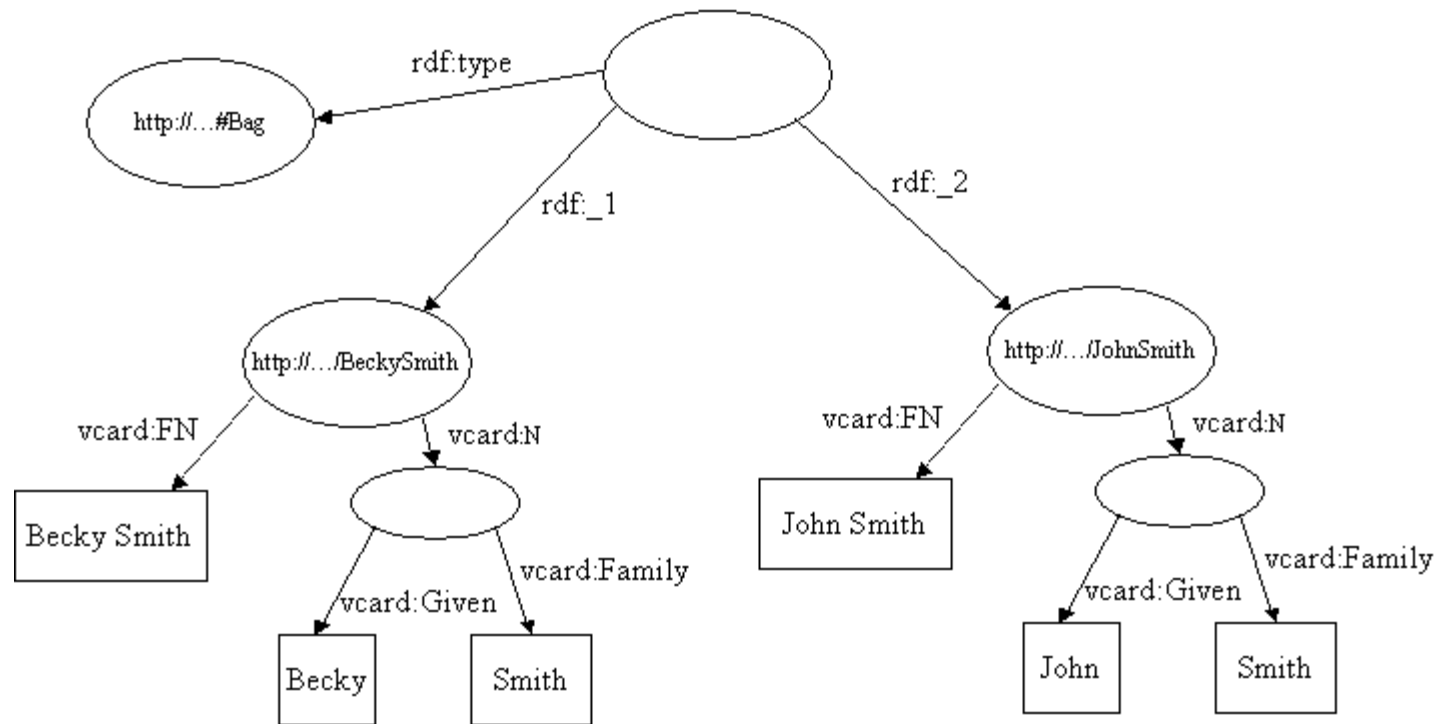 rdf:type
http://...#Bag
rdf:_1
rdf:_2
http://.../BeckySmith
http://.../JohnSmith
vcard:FN
vcard:N
vcard:FN
vcard:N
Becky Smith
John Smith
vcard:Given
vcard:Family
vcard:Given
vcard:Family
Becky
Smith
John
Smith